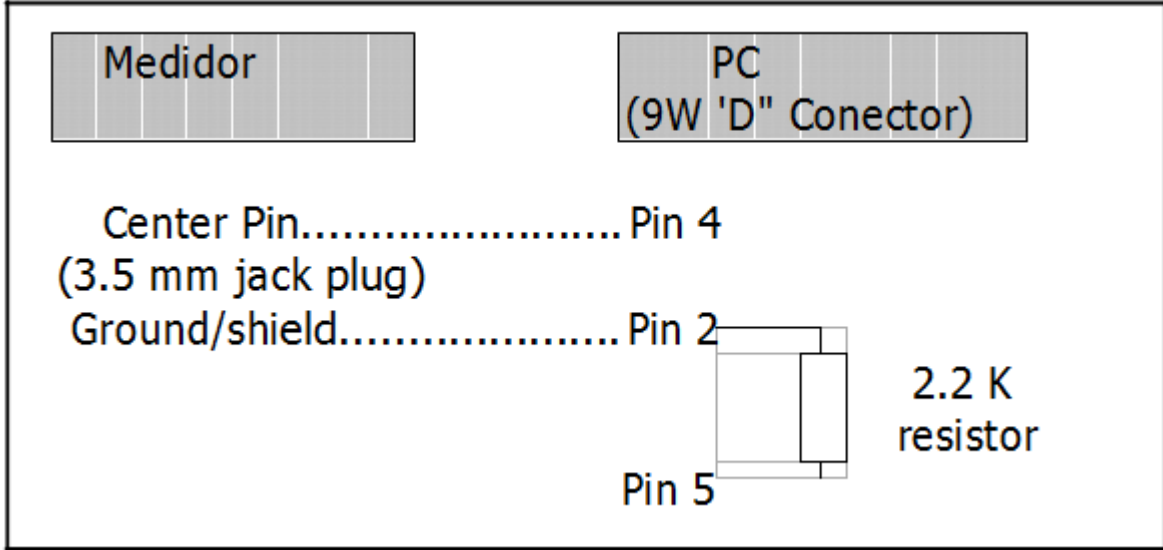 Medidor
PC
(9W 'D" Conector)
Center Pin........................ Pin 4
(3.5 mm jack plug)
Ground/shield..................... Pin 2
2.2 K
resistor
Pin 5